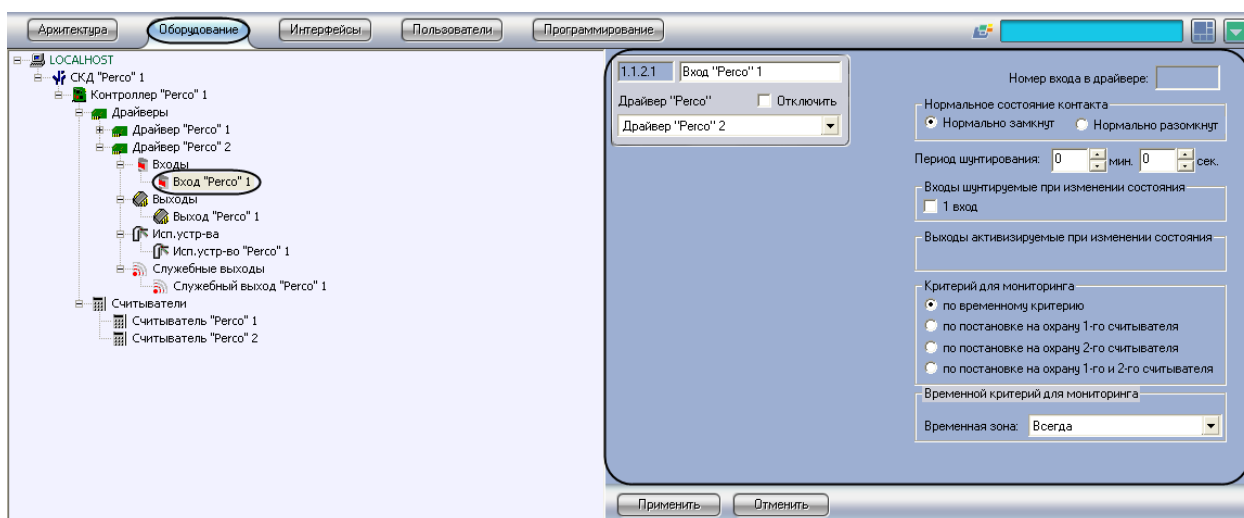 Архитектура Оборудование Интерфейсы Пользователи Программирование
LOCALHOST
СКД "Perco" 1
Контроллер "Perco" 1
Драйверы
Драйвер "Perco" 1
Драйвер "Perco" 2
Входы
Вход "Perco" 1
Выходы
Выход "Perco" 1
Исп.устр-ва
Исп.устр-во "Perco" 1
Служебные выходы
Служебный выход "Perco" 1
Считыватели
Считыватель "Perco" 1
Считыватель "Perco" 2
1.1.2.1 Вход "Perco" 1
Драйвер "Perco" Отключить
Драйвер "Perco" 2
Номер входа в драйвере:
Нормальное состояние контакта
Нормально замкнут Нормально разомкнут
Период шунтирования: 0 мин. 0 сек.
Входы шунтируемые при изменении состояния
1 вход
Выходы активизируемые при изменении состояния
Критерий для мониторинга
по временному критерию
по постановке на охрану 1-го считывателя
по постановке на охрану 2-го считывателя
по постановке на охрану 1-го и 2-го считывателя
Временной критерий для мониторинга
Временная зона: Всегда
Применить Отменить